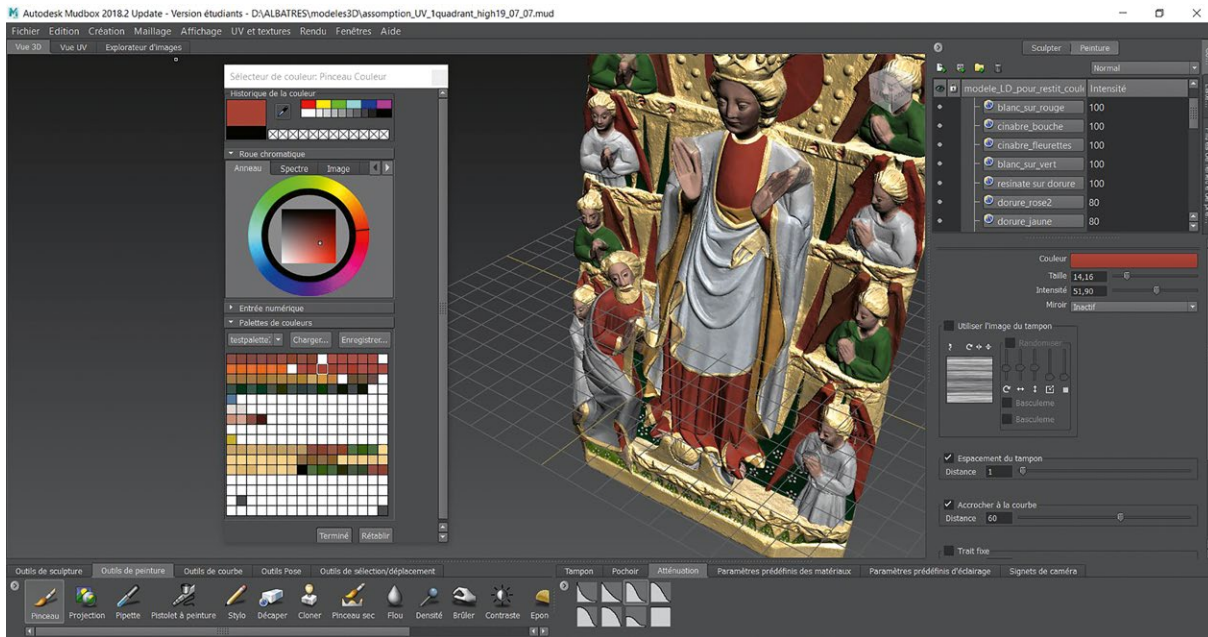 Autodesk Mudbox 2018.2 Update - Version étudiants - D:\ALBATRES\modeles3D\assomption_UV_1quadrant_high19_07_07.mud
Fichier Edition Création Maillage Affichage UV et textures Rendu Fenêtres Aide
Vue 3D Vue UV Explorateur d'images
Sélecteur de couleur: Pinceau Couleur
Historique de la couleur
Roue chromatique
Anneau Spectre Image
Entrée numérique
Palettes de couleurs
Charger... Enregistrer...
Terminé Rétablir
Sculpter Peinture
Normal
Intensité
blanc_sur_rouge 100
cinabre_bouche 100
cinabre_fleurettes 100
blanc_sur_vert 100
resinate sur dorure 100
dorure_rose2 80
dorure_jaune 80
Couleur
Taille 14,16
Intensité 51,90
Miroir Inactif
Utiliser l'image du tampon
Randomiser
Basculeme
Basculeme
Espacement du tampon
Distance 1
Accrocher à la courbe
Distance 60
Trait fixe
Outils de sculpture Outils de peinture Outils de courbe Outils Pose Outils de sélection/déplacement
Tampon Pochoir Atténuation Paramètres prédéfinis des matériaux Paramètres prédéfinis d'éclairage Signets de caméra
Pinceau Projection Pipette Pistolet à peinture Stylo Décaper Cloner Pinceau sec Flou Densité Brûler Contraste Epon